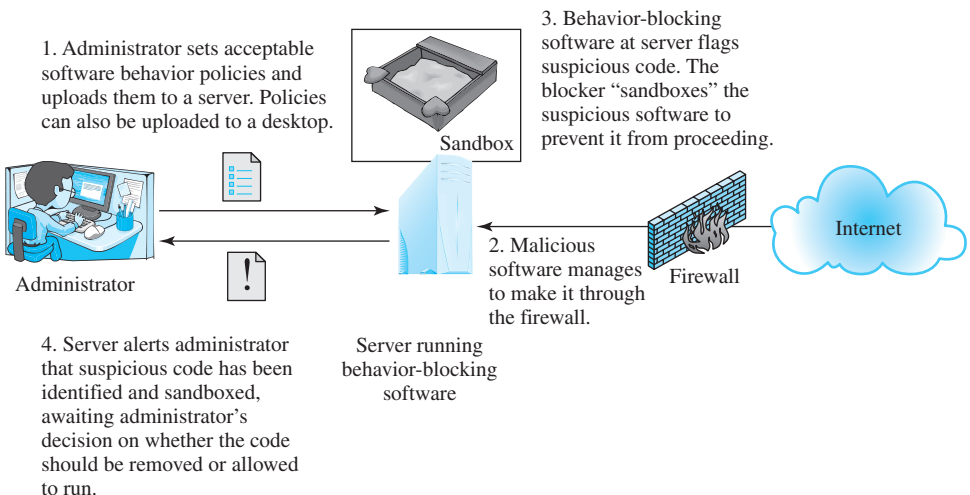 1. Administrator sets acceptable
software behavior policies and
uploads them to a server. Policies
can also be uploaded to a desktop.
Sandbox
3. Behavior-blocking
software at server flags
suspicious code. The
blocker “sandboxes” the
suspicious software to
prevent it from proceeding.
Administrator
!
2. Malicious
software manages
to make it through
the firewall.
Firewall
Internet
4. Server alerts administrator
that suspicious code has been
identified and sandboxed,
awaiting administrator’s
decision on whether the code
should be removed or allowed
to run.
Server running
behavior-blocking
software